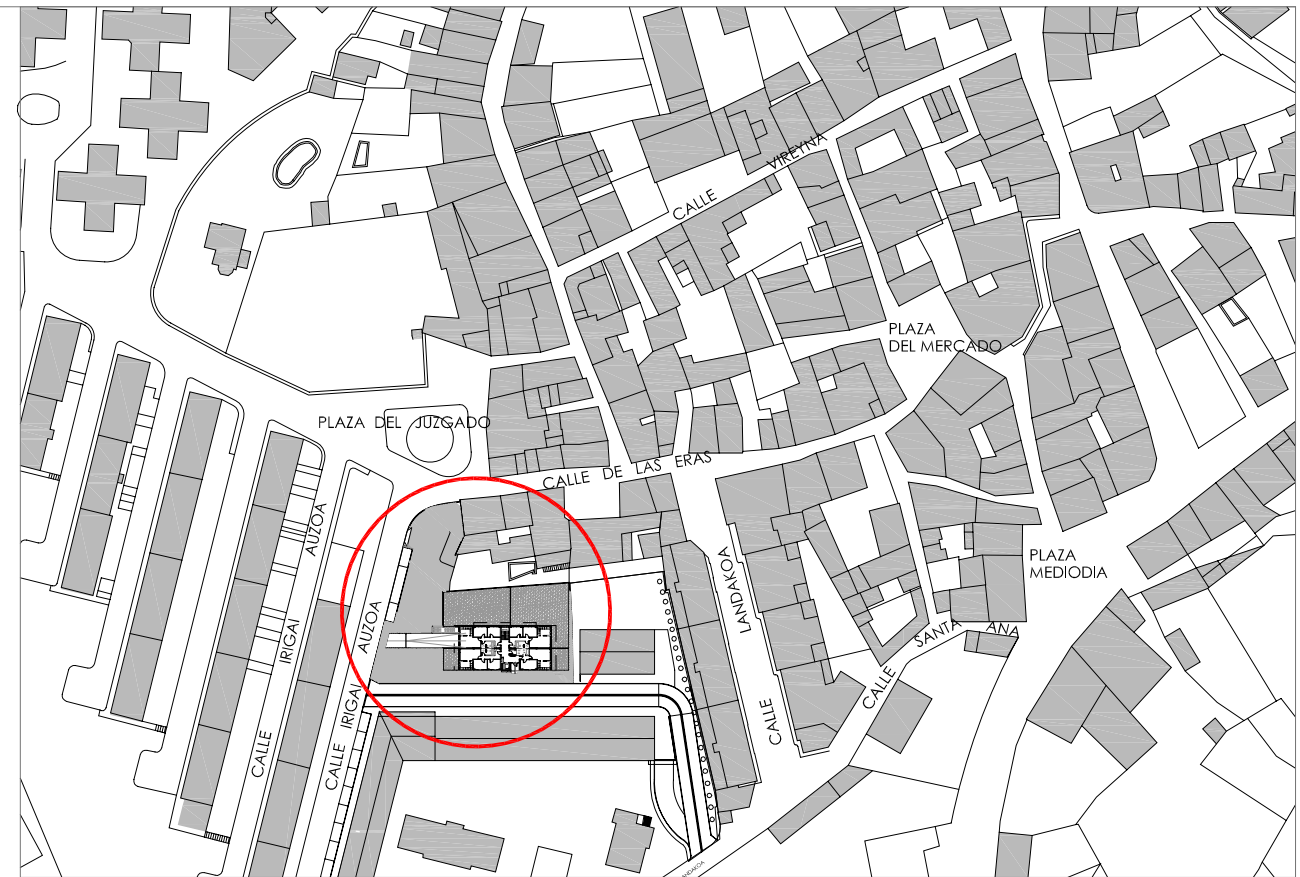 CALLE VIREYNA
PLAZA
DEL MERCADO
PLAZA DEL JUZGADO
CALLE DE LAS ERAS
CALLE IRIGAI AUZOA
CALLE IRIGAI AUZOA
CALLE LANDAKOA
PLAZA
MEDIODIA
CALLE SANTA ANA
LANDAKOA